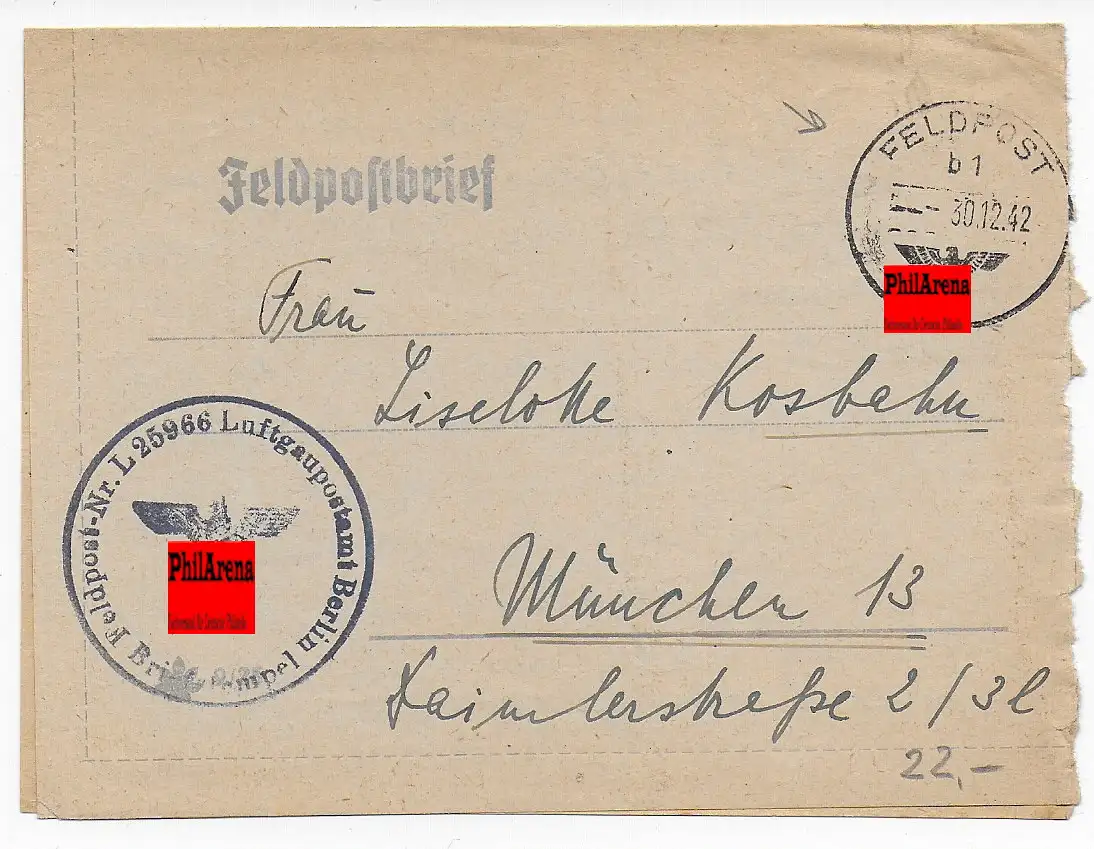 FELDPOST
b 1
30.12.42
PhilArena
Feldpostbrief
Frau
Liselotte Kosbahn
Feldpost-Nr. L 25966 Luftgaupostamt Berlin
PhilArena
München 13
Daimlerstraße 2/3l
22,-